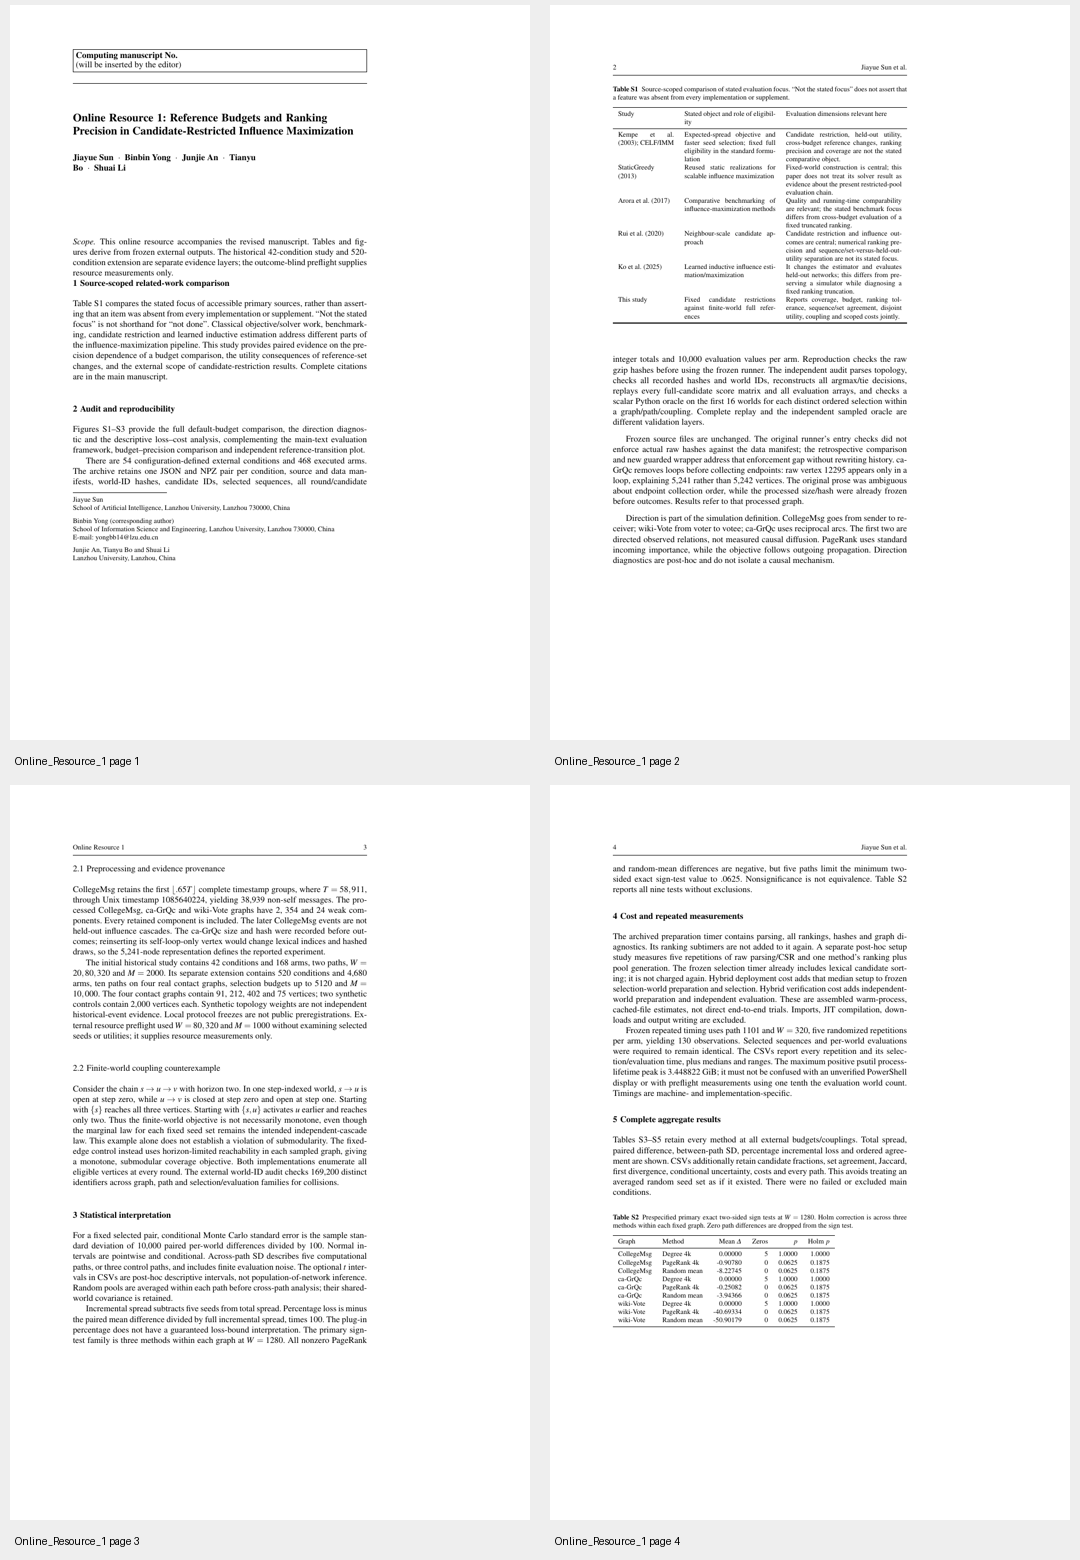 Computing manuscript No.
(will be inserted by the editor)
Online Resource 1: Reference Budgets and Ranking
Precision in Candidate-Restricted Influence Maximization
Jiayue Sun · Binbin Yong · Junjie An · Tianyu
Bo · Shuai Li
Scope. This online resource accompanies the revised manuscript. Tables and fig-
ures derive from frozen external outputs. The historical 42-condition study and 520-
condition extension are separate evidence layers; the outcome-blind preflight supplies
resource measurements only.
1 Source-scoped related-work comparison
Table S1 compares the stated focus of accessible primary sources, rather than assert-
ing that an item was absent from every implementation or supplement. “Not the stated
focus” is not shorthand for “not done”. Classical objective/solver work, benchmark-
ing, candidate restriction and learned inductive estimation address different parts of
the influence-maximization pipeline. This study provides paired evidence on the pre-
cision dependence of a budget comparison, the utility consequences of reference-set
changes, and the external scope of candidate-restriction results. Complete citations
are in the main manuscript.
2 Audit and reproducibility
Figures S1–S3 provide the full default-budget comparison, the direction diagnos-
tic and the descriptive loss–cost analysis, complementing the main-text evaluation
framework, budget–precision comparison and independent reference-transition plot.
There are 54 configuration-defined external conditions and 468 executed arms.
The archive retains one JSON and NPZ pair per condition, source and data man-
ifests, world-ID hashes, candidate IDs, selected sequences, all round/candidate
Jiayue Sun
School of Artificial Intelligence, Lanzhou University, Lanzhou 730000, China
Binbin Yong (corresponding author)
School of Information Science and Engineering, Lanzhou University, Lanzhou 730000, China
E-mail: yongbb14@lzu.edu.cn
Junjie An, Tianyu Bo and Shuai Li
Lanzhou University, Lanzhou, China
Online_Resource_1 page 1
2 Jiayue Sun et al.
Table S1 Source-scoped comparison of stated evaluation focus. “Not the stated focus” does not assert that
a feature was absent from every implementation or supplement.
Study Stated object and role of eligibil- Evaluation dimensions relevant here
ity
Kempe et al. Expected-spread objective and Candidate restriction, held-out utility,
(2003); CELF/IMM faster seed selection; fixed full cross-budget reference changes, ranking
eligibility in the standard formu- precision and coverage are not the stated
lation comparative object.
StaticGreedy Reused static realizations for Fixed-world construction is central; this
(2013) scalable influence maximization paper does not treat its solver result as
evidence about the present restricted-pool
evaluation chain.
Arora et al. (2017) Comparative benchmarking of Quality and running-time comparability
influence-maximization methods are relevant; the stated benchmark focus
differs from cross-budget evaluation of a
fixed truncated ranking.
Rui et al. (2020) Neighbour-scale candidate ap- Candidate restriction and influence out-
proach comes are central; numerical ranking pre-
cision and sequence/set-versus-held-out-
utility separation are not its stated focus.
Ko et al. (2025) Learned inductive influence esti- It changes the estimator and evaluates
mation/maximization held-out networks; this differs from pre-
serving a simulator while diagnosing a
fixed ranking truncation.
This study Fixed candidate restrictions Reports coverage, budget, ranking tol-
against finite-world full refer- erance, sequence/set agreement, disjoint
ences utility, coupling and scoped costs jointly.
integer totals and 10,000 evaluation values per arm. Reproduction checks the raw
gzip hashes before using the frozen runner. The independent audit parses topology,
checks all recorded hashes and world IDs, reconstructs all argmax/tie decisions,
replays every full-candidate score matrix and all evaluation arrays, and checks a
scalar Python oracle on the first 16 worlds for each distinct ordered selection within
a graph/path/coupling. Complete replay and the independent sampled oracle are
different validation layers.
Frozen source files are unchanged. The original runner’s entry checks did not
enforce actual raw hashes against the data manifest; the retrospective comparison
and new guarded wrapper address that enforcement gap without rewriting history. ca-
GrQc removes loops before collecting endpoints: raw vertex 12295 appears only in a
loop, explaining 5,241 rather than 5,242 vertices. The original prose was ambiguous
about endpoint collection order, while the processed size/hash were already frozen
before outcomes. Results refer to that processed graph.
Direction is part of the simulation definition. CollegeMsg goes from sender to re-
ceiver; wiki-Vote from voter to votee; ca-GrQc uses reciprocal arcs. The first two are
directed observed relations, not measured causal diffusion. PageRank uses standard
incoming importance, while the objective follows outgoing propagation. Direction
diagnostics are post-hoc and do not isolate a causal mechanism.
Online_Resource_1 page 2
Online Resource 1 3
2.1 Preprocessing and evidence provenance
CollegeMsg retains the first ⌊.65T⌋ complete timestamp groups, where T = 58,911,
through Unix timestamp 1085640224, yielding 38,939 non-self messages. The pro-
cessed CollegeMsg, ca-GrQc and wiki-Vote graphs have 2, 354 and 24 weak com-
ponents. Every retained component is included. The later CollegeMsg events are not
held-out influence cascades. The ca-GrQc size and hash were recorded before out-
comes; reinserting its self-loop-only vertex would change lexical indices and hashed
draws, so the 5,241-node representation defines the reported experiment.
The initial historical study contains 42 conditions and 168 arms, two paths, W =
20,80,320 and M = 2000. Its separate extension contains 520 conditions and 4,680
arms, ten paths on four real contact graphs, selection budgets up to 5120 and M =
10,000. The four contact graphs contain 91, 212, 402 and 75 vertices; two synthetic
controls contain 2,000 vertices each. Synthetic topology weights are not independent
historical-event evidence. Local protocol freezes are not public preregistrations. Ex-
ternal resource preflight used W = 80,320 and M = 1000 without examining selected
seeds or utilities; it supplies resource measurements only.
2.2 Finite-world coupling counterexample
Consider the chain s → u → v with horizon two. In one step-indexed world, s → u is
open at step zero, while u → v is closed at step zero and open at step one. Starting
with {s} reaches all three vertices. Starting with {s,u} activates u earlier and reaches
only two. Thus the finite-world objective is not necessarily monotone, even though
the marginal law for each fixed seed set remains the intended independent-cascade
law. This example alone does not establish a violation of submodularity. The fixed-
edge control instead uses horizon-limited reachability in each sampled graph, giving
a monotone, submodular coverage objective. Both implementations enumerate all
eligible vertices at every round. The external world-ID audit checks 169,200 distinct
identifiers across graph, path and selection/evaluation families for collisions.
3 Statistical interpretation
For a fixed selected pair, conditional Monte Carlo standard error is the sample stan-
dard deviation of 10,000 paired per-world differences divided by 100. Normal in-
tervals are pointwise and conditional. Across-path SD describes five computational
paths, or three control paths, and includes finite evaluation noise. The optional t inter-
vals in CSVs are post-hoc descriptive intervals, not population-of-network inference.
Random pools are averaged within each path before cross-path analysis; their shared-
world covariance is retained.
Incremental spread subtracts five seeds from total spread. Percentage loss is minus
the paired mean difference divided by full incremental spread, times 100. The plug-in
percentage does not have a guaranteed loss-bound interpretation. The primary sign-
test family is three methods within each graph at W = 1280. All nonzero PageRank
Online_Resource_1 page 3
4 Jiayue Sun et al.
and random-mean differences are negative, but five paths limit the minimum two-
sided exact sign-test value to .0625. Nonsignificance is not equivalence. Table S2
reports all nine tests without exclusions.
4 Cost and repeated measurements
The archived preparation timer contains parsing, all rankings, hashes and graph di-
agnostics. Its ranking subtimers are not added to it again. A separate post-hoc setup
study measures five repetitions of raw parsing/CSR and one method’s ranking plus
pool generation. The frozen selection timer already includes lexical candidate sort-
ing; it is not charged again. Hybrid deployment cost adds that median setup to frozen
selection-world preparation and selection. Hybrid verification cost adds independent-
world preparation and independent evaluation. These are assembled warm-process,
cached-file estimates, not direct end-to-end trials. Imports, JIT compilation, down-
loads and output writing are excluded.
Frozen repeated timing uses path 1101 and W = 320, five randomized repetitions
per arm, yielding 130 observations. Selected sequences and per-world evaluations
were required to remain identical. The CSVs report every repetition and its selec-
tion/evaluation time, plus medians and ranges. The maximum positive psutil process-
lifetime peak is 3.448822 GiB; it must not be confused with an unverified PowerShell
display or with preflight measurements using one tenth the evaluation world count.
Timings are machine- and implementation-specific.
5 Complete aggregate results
Tables S3–S5 retain every method at all external budgets/couplings. Total spread,
paired difference, between-path SD, percentage incremental loss and ordered agree-
ment are shown. CSVs additionally retain candidate fractions, set agreement, Jaccard,
first divergence, conditional uncertainty, costs and every path. This avoids treating an
averaged random seed set as if it existed. There were no failed or excluded main
conditions.
Table S2 Prespecified primary exact two-sided sign tests at W = 1280. Holm correction is across three
methods within each fixed graph. Zero path differences are dropped from the sign test.
Graph Method Mean Δ Zeros p Holm p
CollegeMsg Degree 4k 0.00000 5 1.0000 1.0000
CollegeMsg PageRank 4k -0.90780 0 0.0625 0.1875
CollegeMsg Random mean -8.22745 0 0.0625 0.1875
ca-GrQc Degree 4k 0.00000 5 1.0000 1.0000
ca-GrQc PageRank 4k -0.25082 0 0.0625 0.1875
ca-GrQc Random mean -3.94366 0 0.0625 0.1875
wiki-Vote Degree 4k 0.00000 5 1.0000 1.0000
wiki-Vote PageRank 4k -40.69334 0 0.0625 0.1875
wiki-Vote Random mean -50.90179 0 0.0625 0.1875
Online_Resource_1 page 4